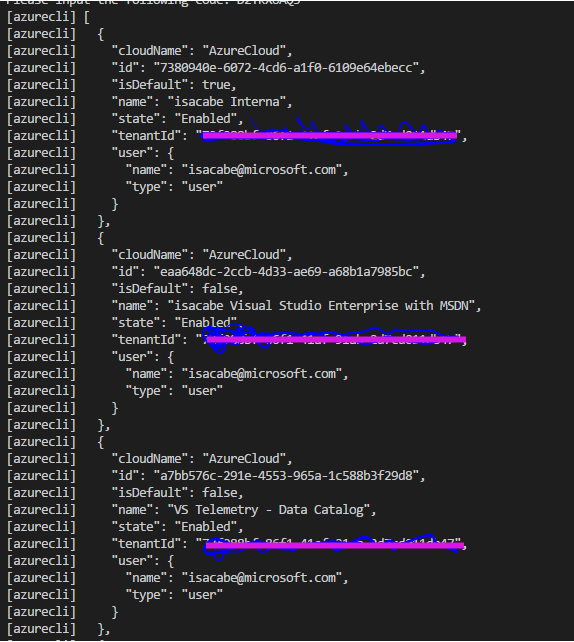 Please input the following code:
[azurecli] [
[azurecli]   {
[azurecli]     "cloudName": "AzureCloud",
[azurecli]     "id": "7380940e-6072-4cd6-a1f0-6109e64ebecc",
[azurecli]     "isDefault": true,
[azurecli]     "name": "isacabe Interna",
[azurecli]     "state": "Enabled",
[azurecli]     "tenantId":
[azurecli]     "user": {
[azurecli]       "name": "isacabe@microsoft.com",
[azurecli]       "type": "user"
[azurecli]     }
[azurecli]   },
[azurecli]   {
[azurecli]     "cloudName": "AzureCloud",
[azurecli]     "id": "eaa648dc-2ccb-4d33-ae69-a68b1a7985bc",
[azurecli]     "isDefault": false,
[azurecli]     "name": "isacabe Visual Studio Enterprise with MSDN",
[azurecli]     "state": "Enabled",
[azurecli]     "tenantId":
[azurecli]     "user": {
[azurecli]       "name": "isacabe@microsoft.com",
[azurecli]       "type": "user"
[azurecli]     }
[azurecli]   },
[azurecli]   {
[azurecli]     "cloudName": "AzureCloud",
[azurecli]     "id": "a7bb576c-291e-4553-965a-1c588b3f29d8",
[azurecli]     "isDefault": false,
[azurecli]     "name": "VS Telemetry - Data Catalog",
[azurecli]     "state": "Enabled",
[azurecli]     "tenantId":
[azurecli]     "user": {
[azurecli]       "name": "isacabe@microsoft.com",
[azurecli]       "type": "user"
[azurecli]     }
[azurecli]   },